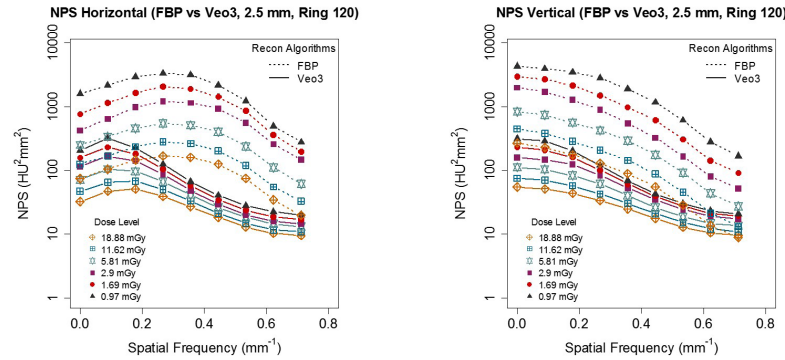 NPS Horizontal (FBP vs Veo3, 2.5 mm, Ring 120)
NPS (HU²mm²)
10000
1000
100
10
1
Recon Algorithms
FBP
Veo3
Dose Level
18.88 mGy
11.62 mGy
5.81 mGy
2.9 mGy
1.69 mGy
0.97 mGy
0.0 0.2 0.4 0.6 0.8
Spatial Frequency (mm⁻¹)
NPS Vertical (FBP vs Veo3, 2.5 mm, Ring 120)
NPS (HU²mm²)
10000
1000
100
10
1
Recon Algorithms
FBP
Veo3
Dose Level
18.88 mGy
11.62 mGy
5.81 mGy
2.9 mGy
1.69 mGy
0.97 mGy
0.0 0.2 0.4 0.6 0.8
Spatial Frequency (mm⁻¹)